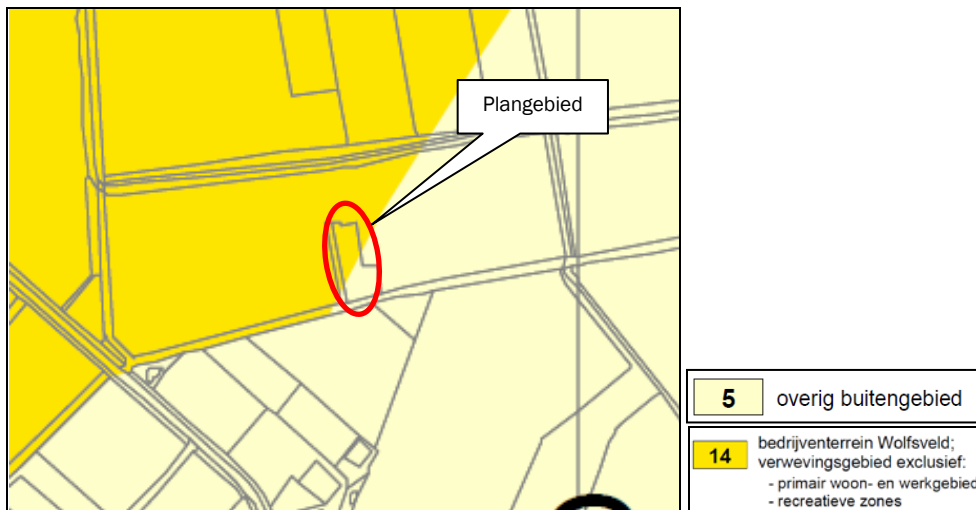 Plangebied
5 overig buitengebied
14 bedrijventerrein Wolfsveld;
verwevingsgebied exclusief:
- primair woon- en werkgebied
- recreatieve zones